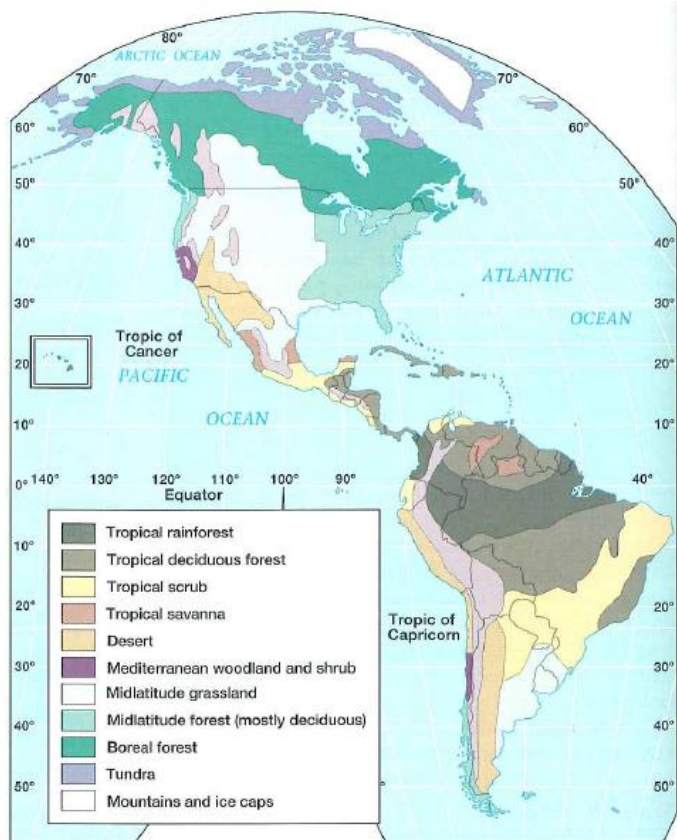 80°
ARCTIC OCEAN
70°
70°
60°
60°
50°
50°
40°
40°
ATLANTIC
30°
30°
OCEAN
Tropic of
Cancer
20°
20°
PACIFIC
OCEAN
10°
10°
140°
130°
120°
110°
100°
90°
40°
0°
0°
Equator
Tropical rainforest
Tropical deciduous forest
Tropical scrub
Tropical savanna
Desert
Mediterranean woodland and shrub
Midlatitude grassland
Midlatitude forest (mostly deciduous)
Boreal forest
Tundra
Mountains and ice caps
10°
10°
20°
20°
Tropic of
Capricorn
30°
30°
40°
40°
50°
50°